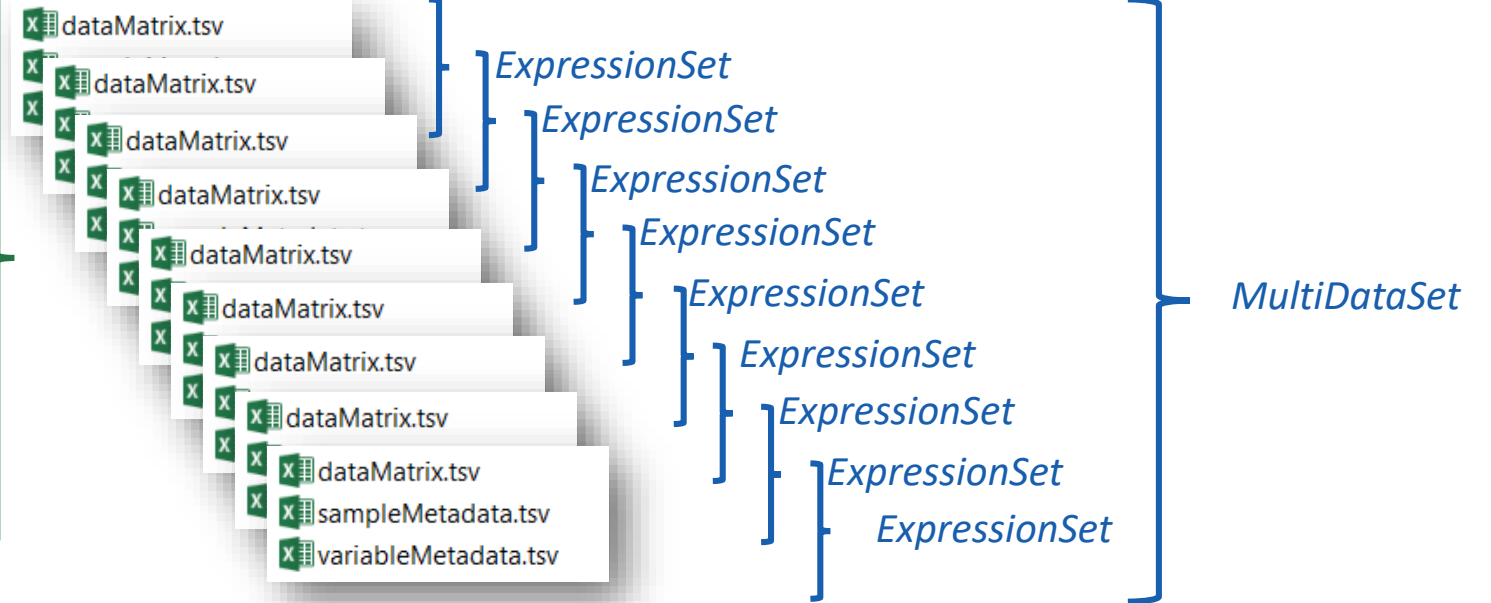 dataMatrix.tsv
dataMatrix.tsv
dataMatrix.tsv
dataMatrix.tsv
dataMatrix.tsv
dataMatrix.tsv
dataMatrix.tsv
dataMatrix.tsv
dataMatrix.tsv
sampleMetadata.tsv
variableMetadata.tsv
ExpressionSet
ExpressionSet
ExpressionSet
ExpressionSet
ExpressionSet
ExpressionSet
ExpressionSet
ExpressionSet
ExpressionSet
MultiDataSet